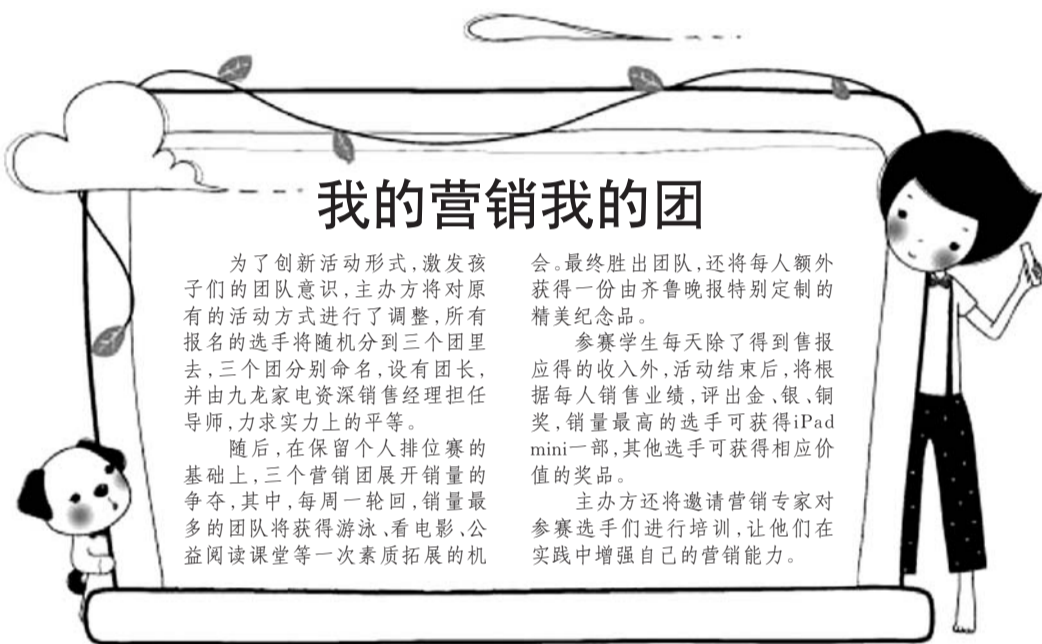 我的营销我的团
为了创新活动形式,激发孩
子们的团队意识,主办方将对原
有的活动方式进行了调整,所有
报名的选手将随机分到三个团里
去,三个团分别命名,设有团长,
并由九龙家电资深销售经理担任
导师,力求实力上的平等。
随后,在保留个人排位赛的
基础上,三个营销团展开销量的
争夺,其中,每周一轮回,销量最
多的团队将获得游泳、看电影、公
益阅读课堂等一次素质拓展的机
会。最终胜出团队,还将每人额外
获得一份由齐鲁晚报特别定制的
精美纪念品。
参赛学生每天除了得到售报
应得的收入外,活动结束后,将根
据每人销售业绩,评出金、银、铜
奖,销量最高的选手可获得iPad
mini一部,其他选手可获得相应价
值的奖品。
主办方还将邀请营销专家对
参赛选手们进行培训,让他们在
实践中增强自己的营销能力。